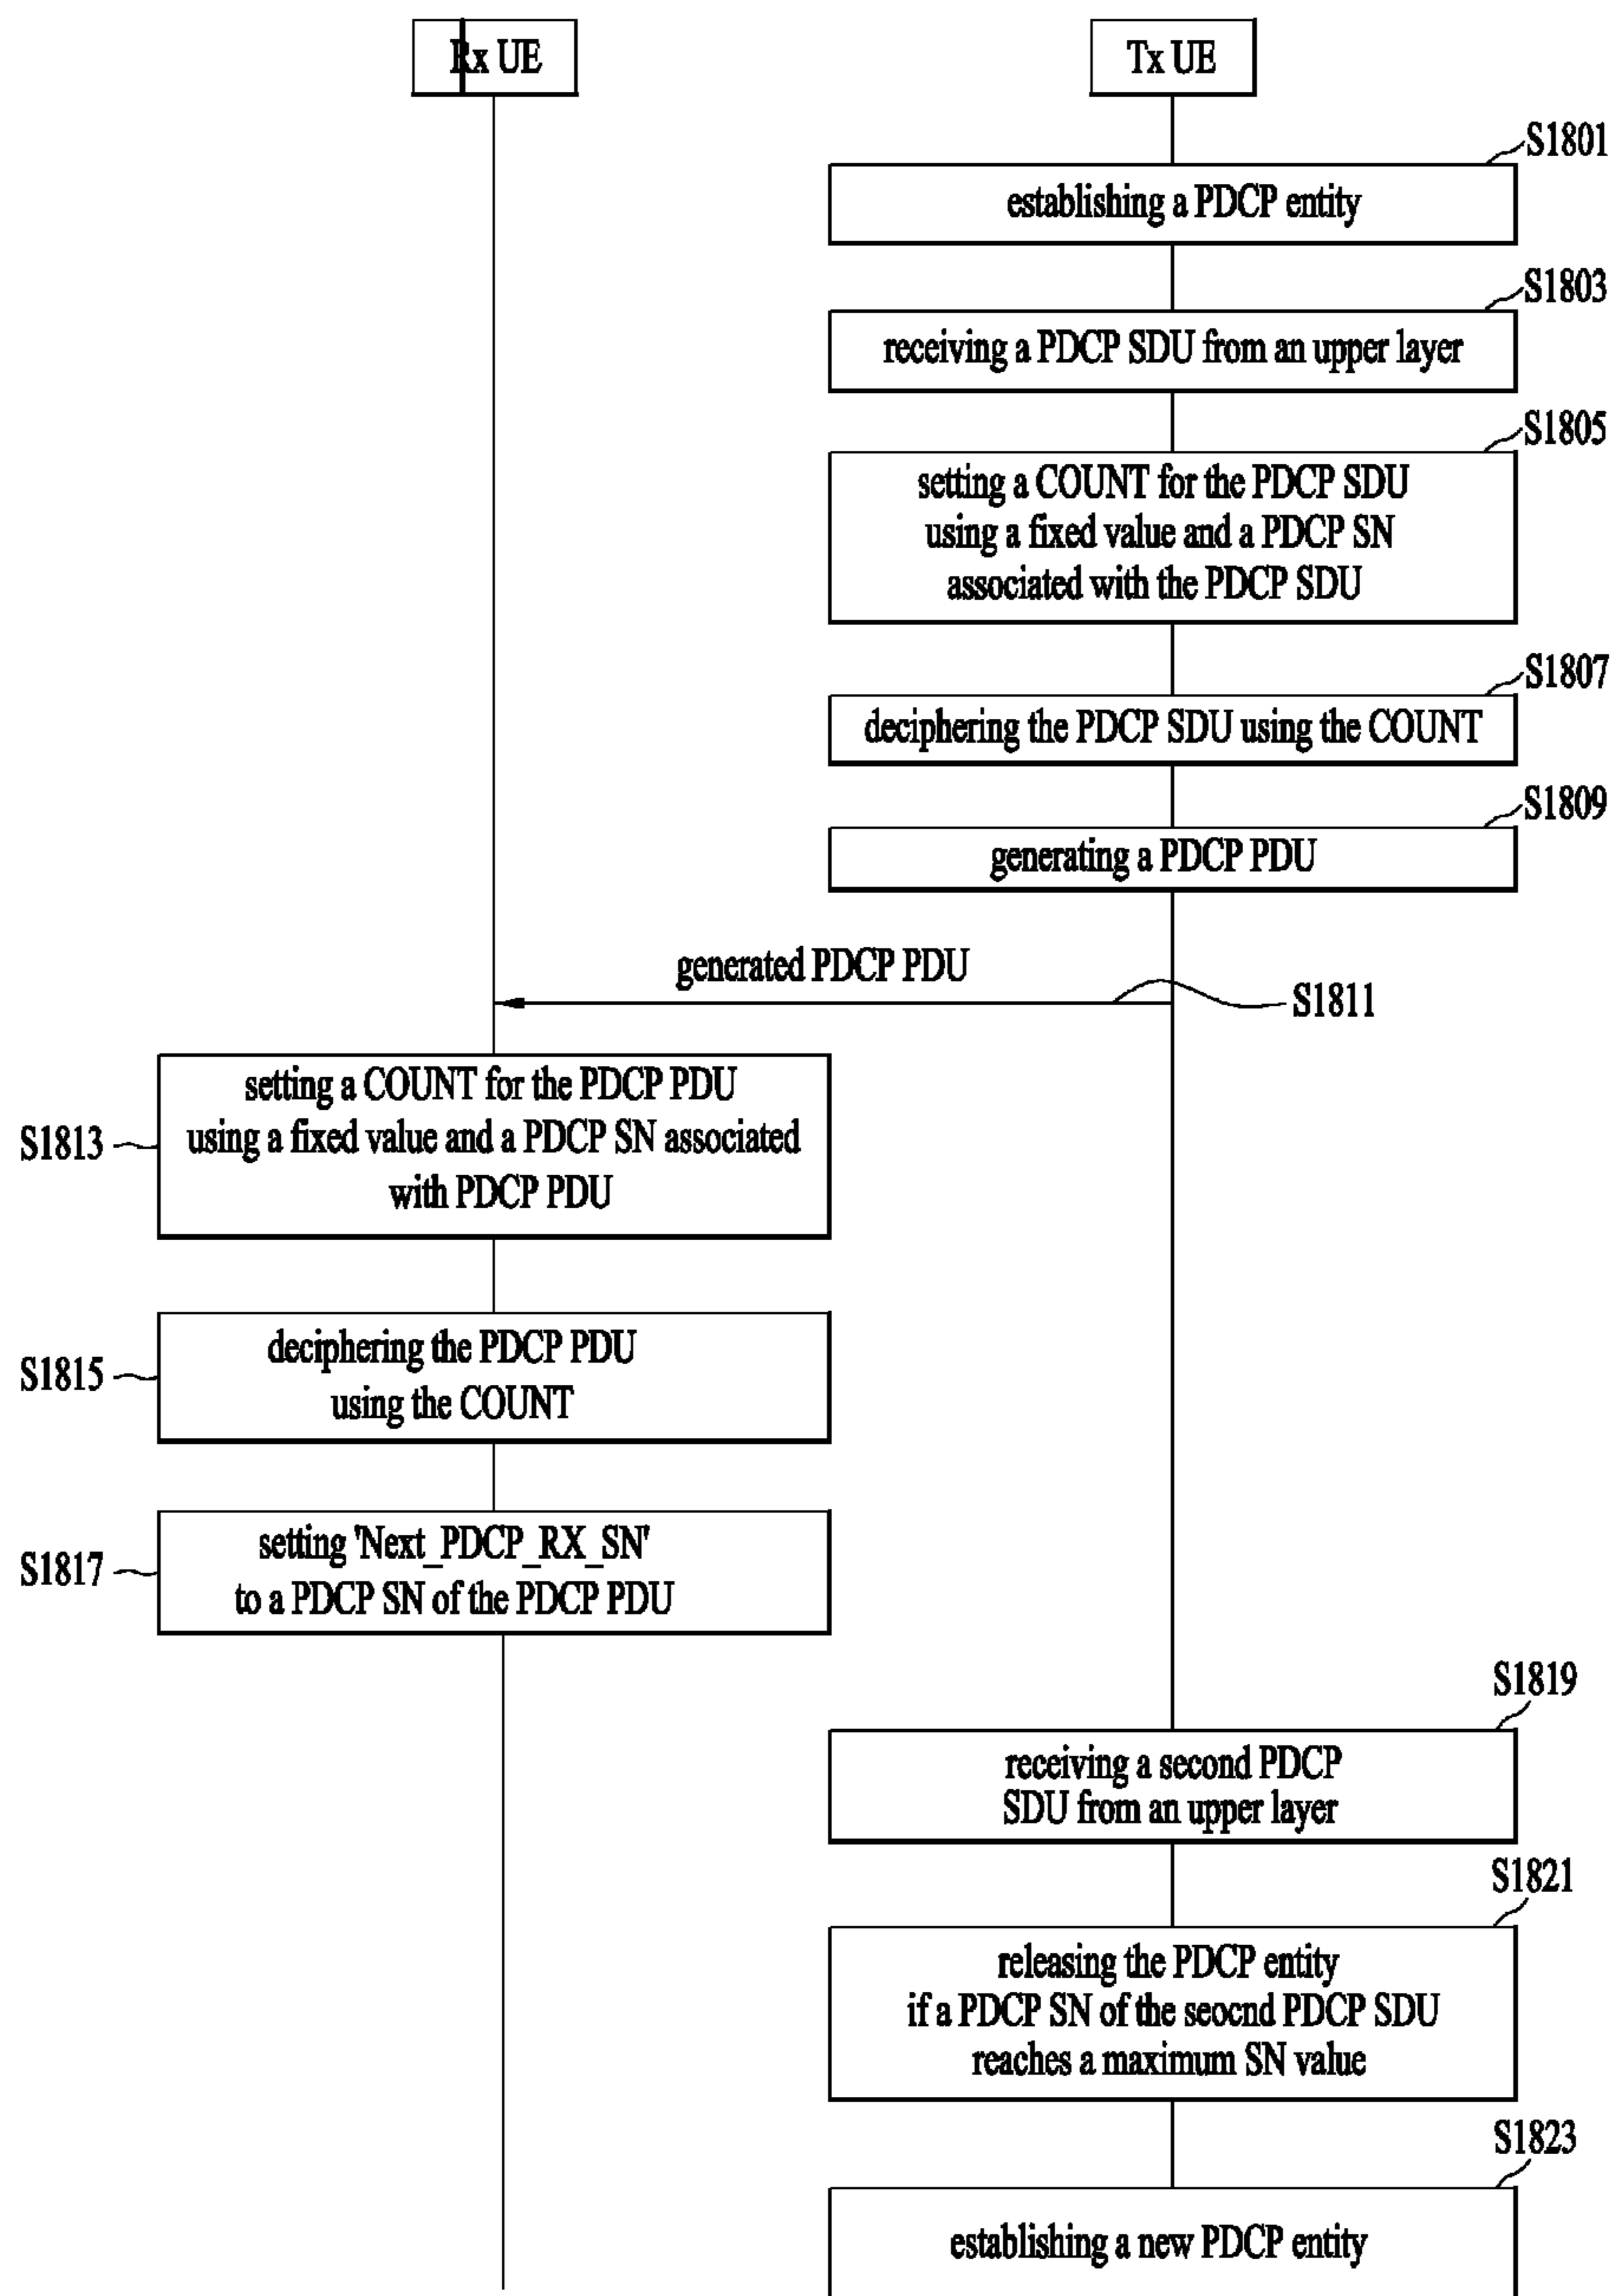 Rx UE
Tx UE
S1801
establishing a PDCP entity
S1803
receiving a PDCP SDU from an upper layer
S1805
setting a COUNT for the PDCP SDU
using a fixed value and a PDCP SN
associated with the PDCP SDU
S1807
deciphering the PDCP SDU using the COUNT
S1809
generating a PDCP PDU
generated PDCP PDU
S1811
S1813
setting a COUNT for the PDCP PDU
using a fixed value and a PDCP SN associated
with PDCP PDU
S1815
deciphering the PDCP PDU
using the COUNT
S1817
setting 'Next_PDCP_RX_SN'
to a PDCP SN of the PDCP PDU
S1819
receiving a second PDCP
SDU from an upper layer
S1821
releasing the PDCP entity
if a PDCP SN of the seocnd PDCP SDU
reaches a maximum SN value
S1823
establishing a new PDCP entity